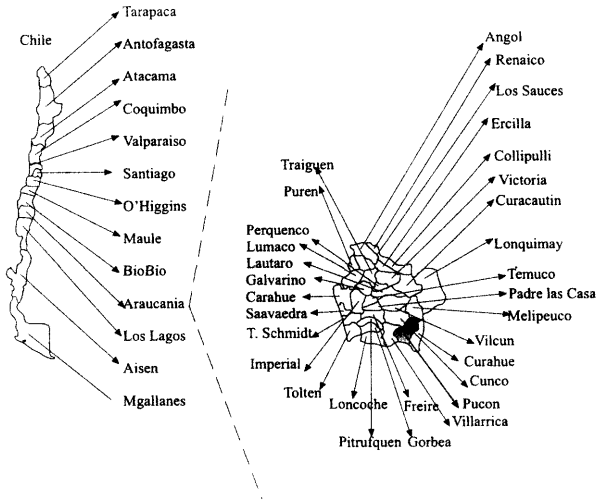 Chile
Tarapaca
Antofagasta
Atacama
Coquimbo
Valparaiso
Santiago
O'Higgins
Maule
BioBio
Araucania
Los Lagos
Aisen
Mgallanes
Angol
Renaico
Los Sauces
Ercilla
Collipulli
Victoria
Curacautin
Lonquimay
Temuco
Padre las Casa
Melipeuco
Vilcun
Curahue
Cunco
Pucon
Villarrica
Traiguen
Puren
Perquenco
Lumaco
Lautaro
Galvarino
Carahue
Saavaedra
T. Schmidt
Imperial
Tolten
Loncoche
Freire
Pitrufquen
Gorbea